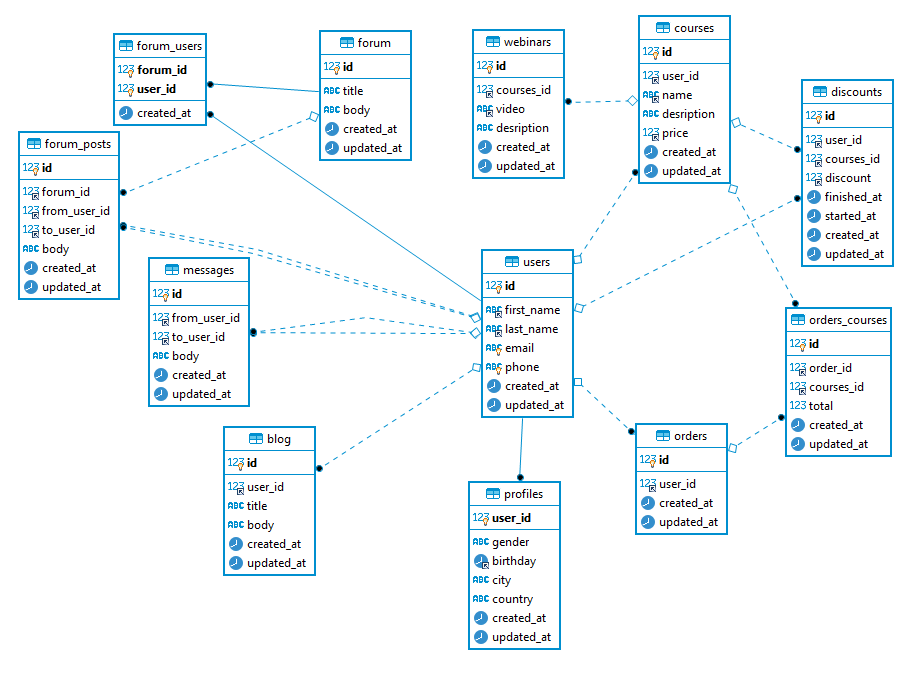 forum_users
123 forum_id
123 user_id
created_at
forum
123 id
ABC title
ABC body
created_at
updated_at
webinars
123 id
123 courses_id
ABC video
ABC desription
created_at
updated_at
courses
123 id
123 user_id
ABC name
ABC desription
123 price
created_at
updated_at
discounts
123 id
123 user_id
123 courses_id
123 discount
finished_at
started_at
created_at
updated_at
forum_posts
123 id
123 forum_id
123 from_user_id
123 to_user_id
ABC body
created_at
updated_at
messages
123 id
123 from_user_id
123 to_user_id
ABC body
created_at
updated_at
users
123 id
ABC first_name
ABC last_name
ABC email
ABC phone
created_at
updated_at
orders_courses
123 id
123 order_id
123 courses_id
123 total
created_at
updated_at
blog
123 id
123 user_id
ABC title
ABC body
created_at
updated_at
orders
123 id
123 user_id
created_at
updated_at
profiles
123 user_id
ABC gender
birthday
ABC city
ABC country
created_at
updated_at